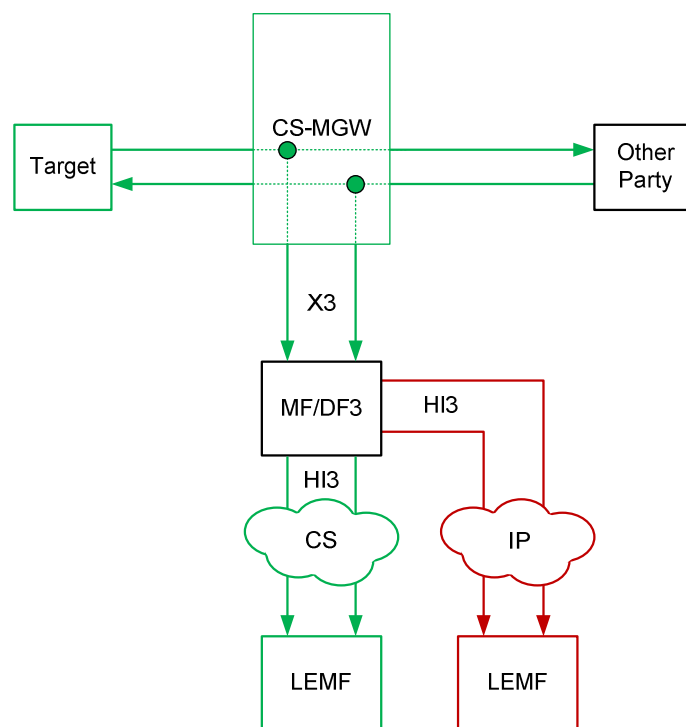 CS-MGW
Target
Other
Party
X3
MF/DF3
HI3
HI3
CS
IP
LEMF
LEMF